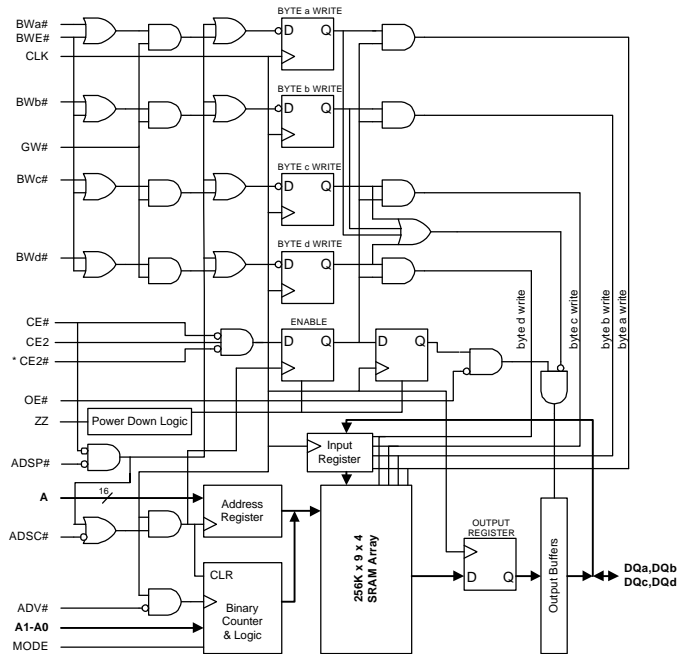 BWa#
BWE#
CLK
BWb#
GW#
BWc#
BWd#
BYTE a WRITE
D Q
BYTE b WRITE
D Q
BYTE c WRITE
D Q
BYTE d WRITE
D Q
byte d write
byte c write
byte b write
byte a write
CE#
CE2
* CE2#
OE#
ZZ
ENABLE
D Q
D Q
Power Down Logic
ADSP#
A
16
ADSC#
ADV#
A1-A0
MODE
Input
Register
Address
Register
CLR
Binary
Counter
& Logic
256K x 9 x 4
SRAM Array
OUTPUT
REGISTER
D Q
Output Buffers
DQa,DQb
DQc,DQd